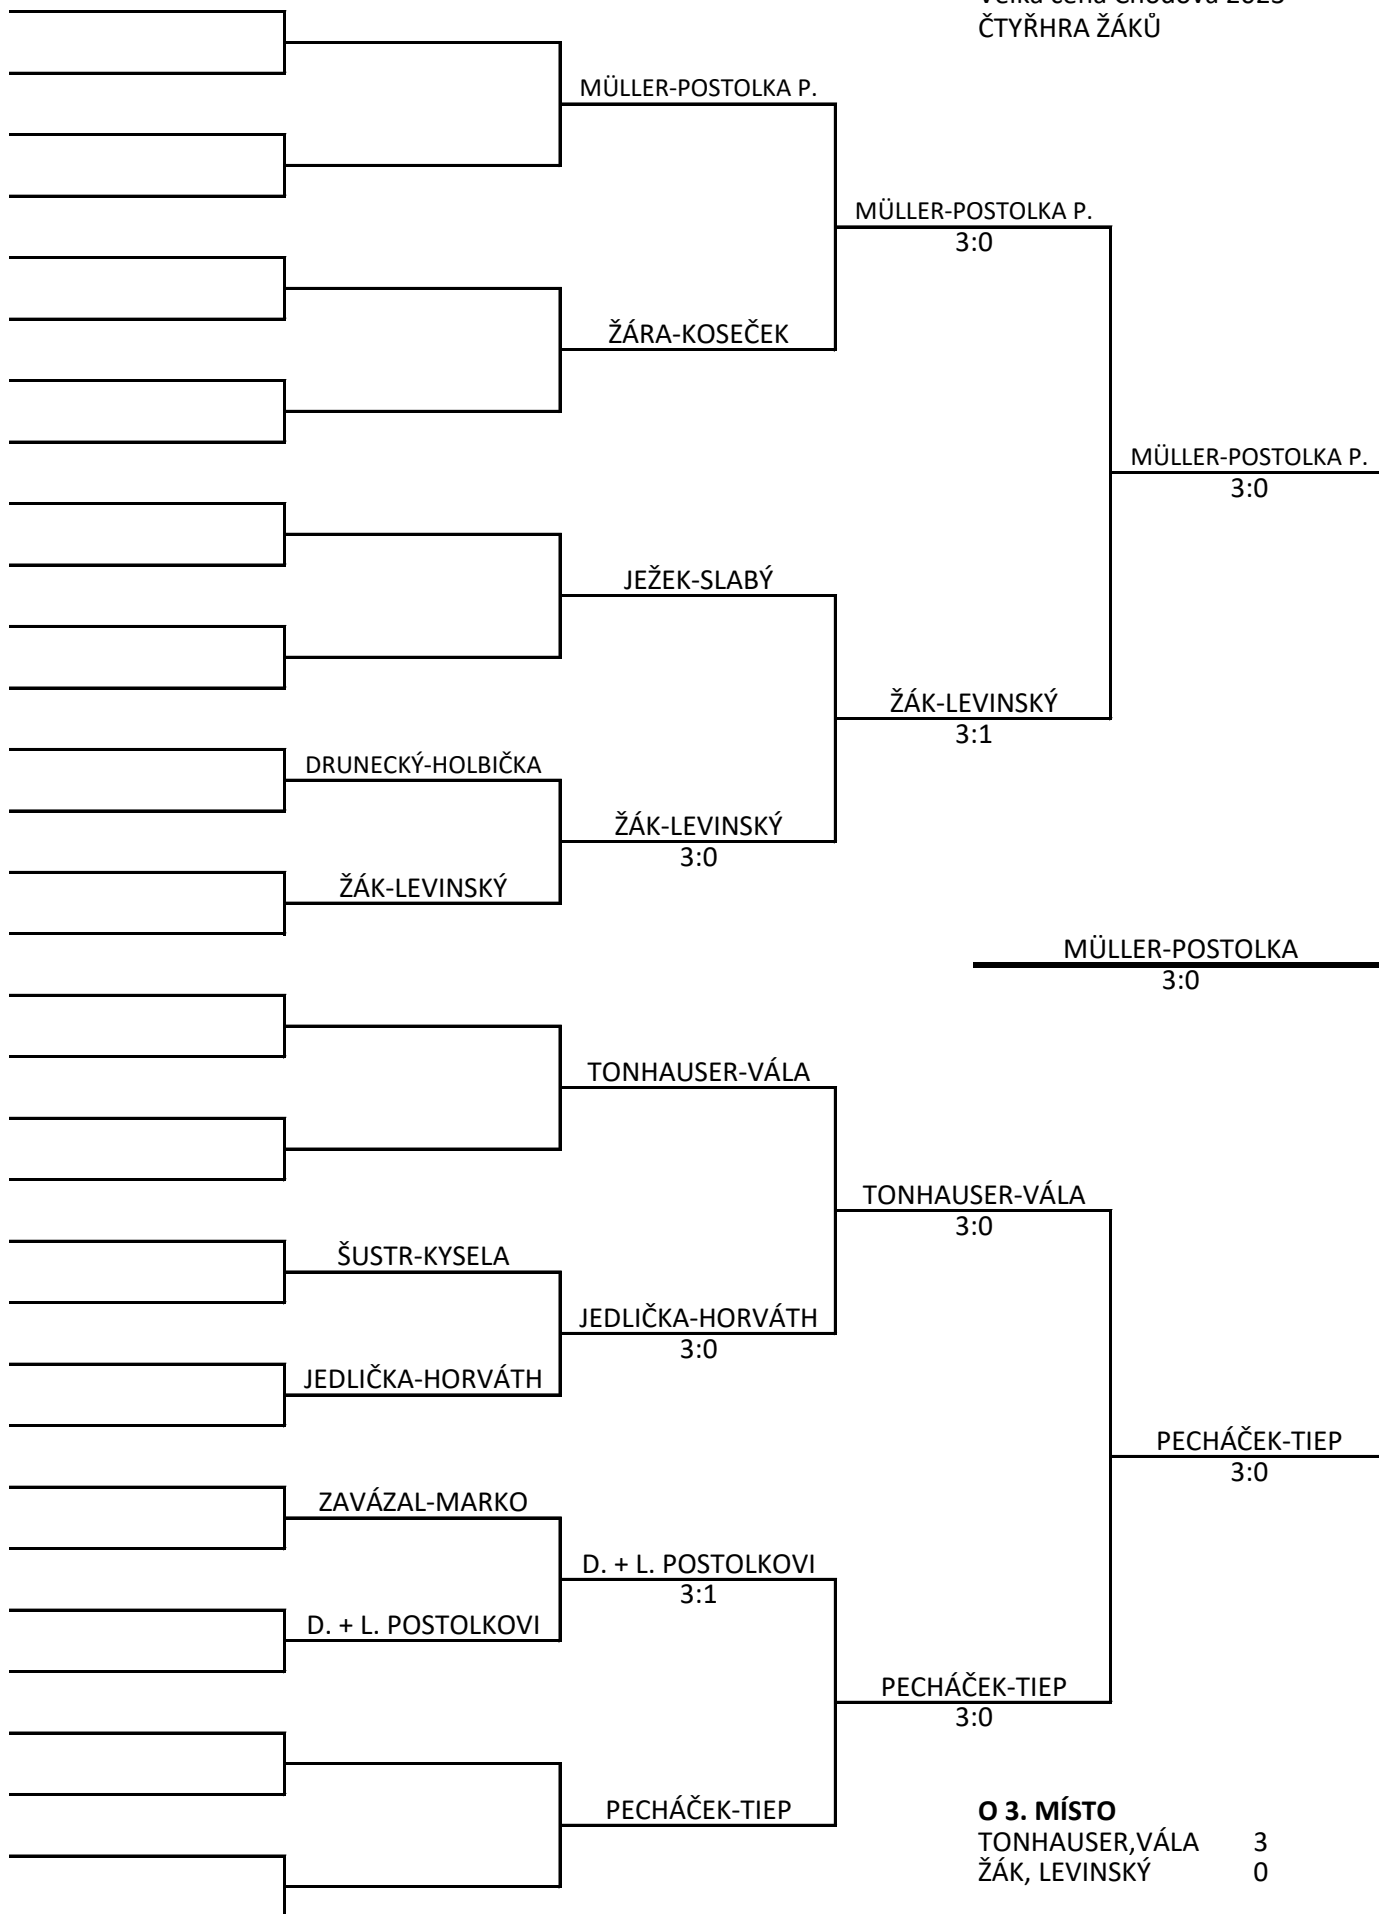 ČTYŘHRA ŽÁKŮ
MÜLLER-POSTOLKA P.
MÜLLER-POSTOLKA P.
3:0
ŽÁRA-KOSEČEK
MÜLLER-POSTOLKA P.
3:0
JEŽEK-SLABÝ
ŽÁK-LEVINSKÝ
3:1
DRUNECKÝ-HOLBIČKA
ŽÁK-LEVINSKÝ
3:0
ŽÁK-LEVINSKÝ
MÜLLER-POSTOLKA
3:0
TONHAUSER-VÁLA
TONHAUSER-VÁLA
3:0
ŠUSTR-KYSELA
JEDLIČKA-HORVÁTH
3:0
JEDLIČKA-HORVÁTH
PECHÁČEK-TIEP
3:0
ZAVÁZAL-MARKO
D. + L. POSTOLKOVI
3:1
D. + L. POSTOLKOVI
PECHÁČEK-TIEP
3:0
PECHÁČEK-TIEP
O 3. MÍSTO
TONHAUSER,VÁLA 3
ŽÁK, LEVINSKÝ 0